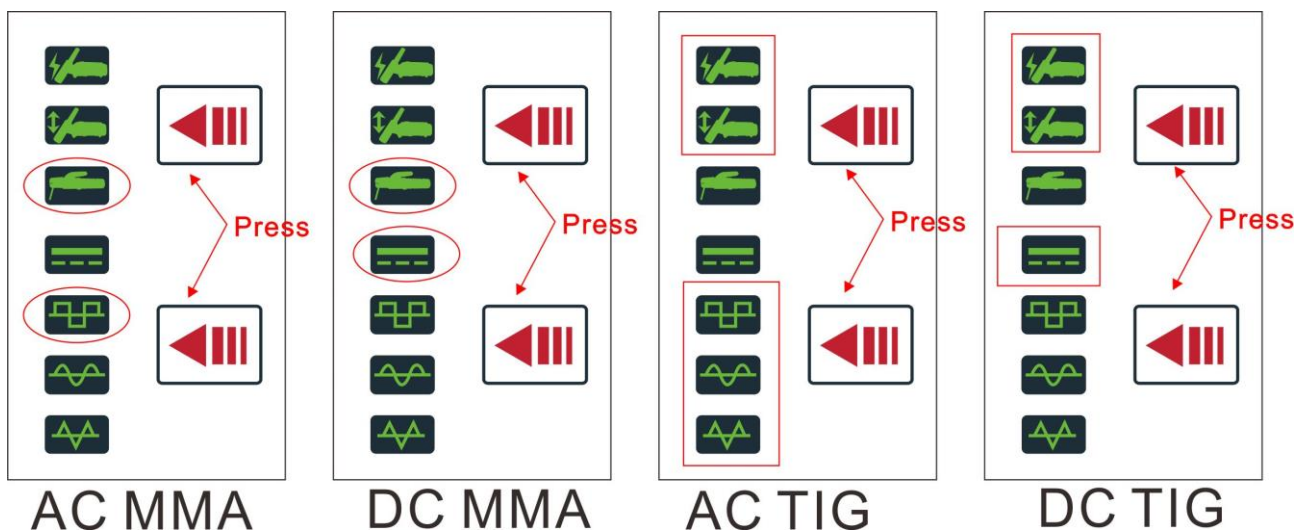 Press
Press
Press
Press
AC MMA
DC MMA
AC TIG
DC TIG